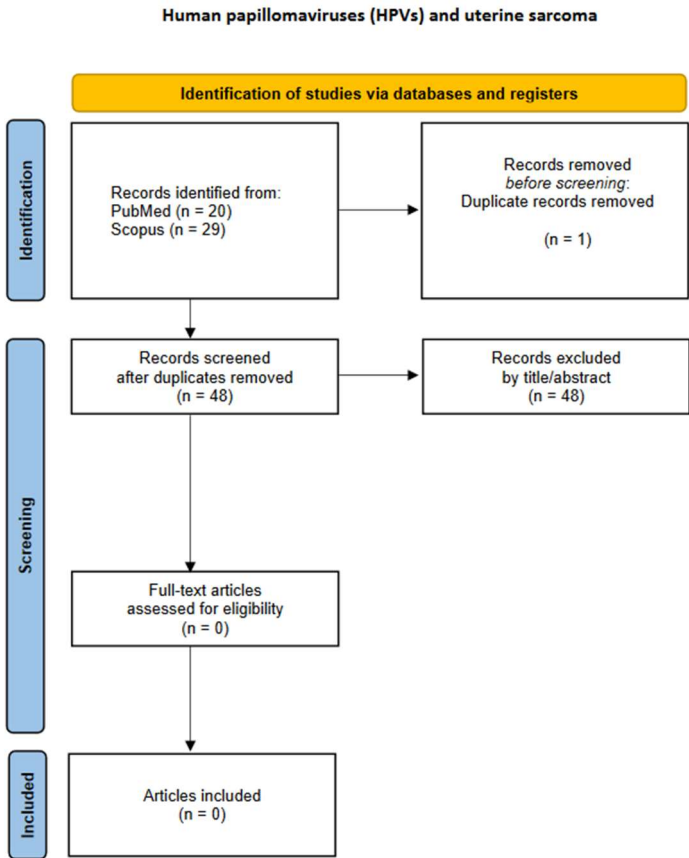 Human papillomaviruses (HPVs) and uterine sarcoma
Identification of studies via databases and registers
Identification
Records identified from:
PubMed (n = 20)
Scopus (n = 29)
Records removed
before screening:
Duplicate records removed
(n = 1)
Screening
Records screened
after duplicates removed
(n = 48)
Records excluded
by title/abstract
(n = 48)
Full-text articles
assessed for eligibility
(n = 0)
Included
Articles included
(n = 0)